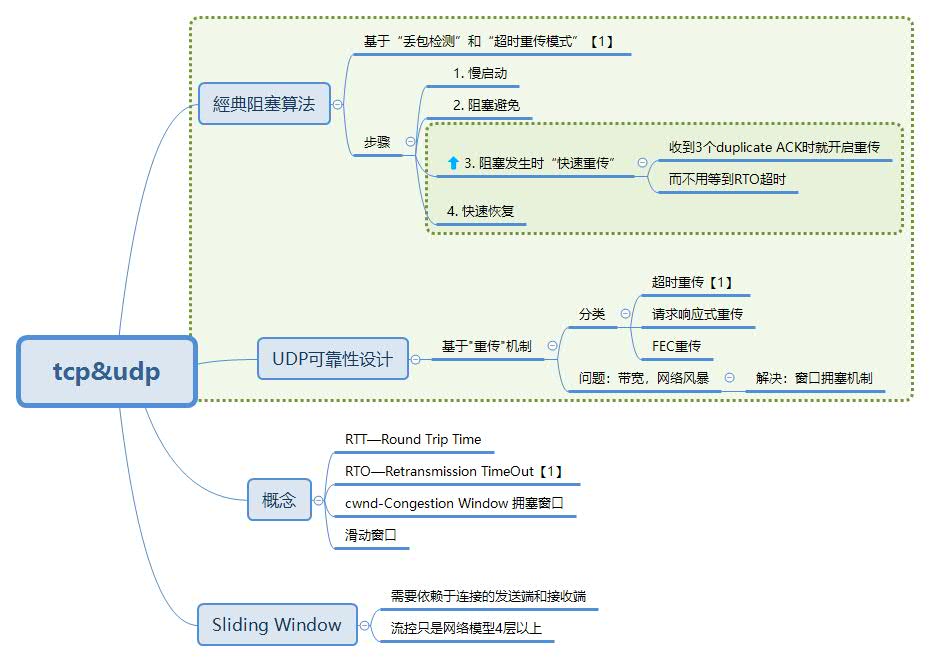 tcp&udp
經典阻塞算法
基于“丢包检测”和“超时重传模式”【1】
步骤
1. 慢启动
2. 阻塞避免
3. 阻塞发生时“快速重传”
收到3个duplicate ACK时就开启重传
而不用等到RTO超时
4. 快速恢复
UDP可靠性设计
基于"重传"机制
分类
超时重传【1】
请求响应式重传
FEC重传
问题：带宽，网络风暴
解决：窗口拥塞机制
概念
RTT—Round Trip Time
RTO—Retransmission TimeOut【1】
cwnd-Congestion Window 拥塞窗口
滑动窗口
Sliding Window
需要依赖于连接的发送端和接收端
流控只是网络模型4层以上